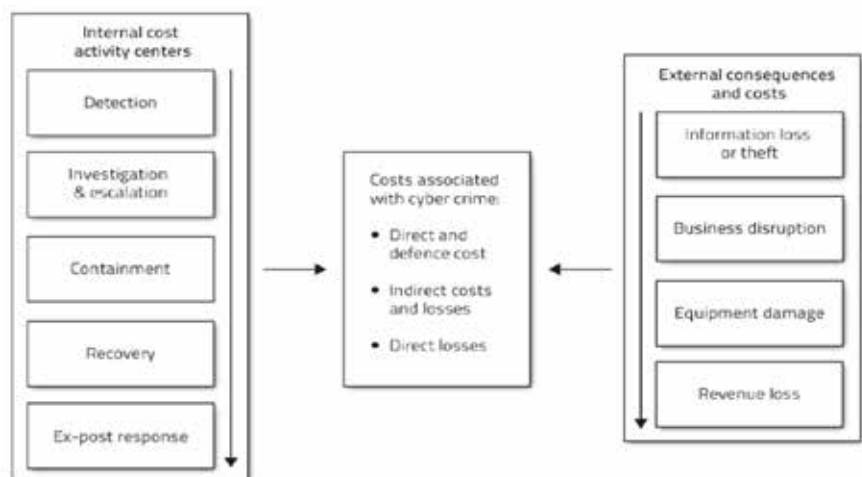 Internal cost
activity centers
Detection
Investigation
& escalation
Containment
Recovery
Ex-post response
Costs associated
with cyber crime:
• Direct and
defence cost
• Indirect costs
and losses
• Direct losses
External consequences
and costs
Information loss
or theft
Business disruption
Equipment damage
Revenue loss